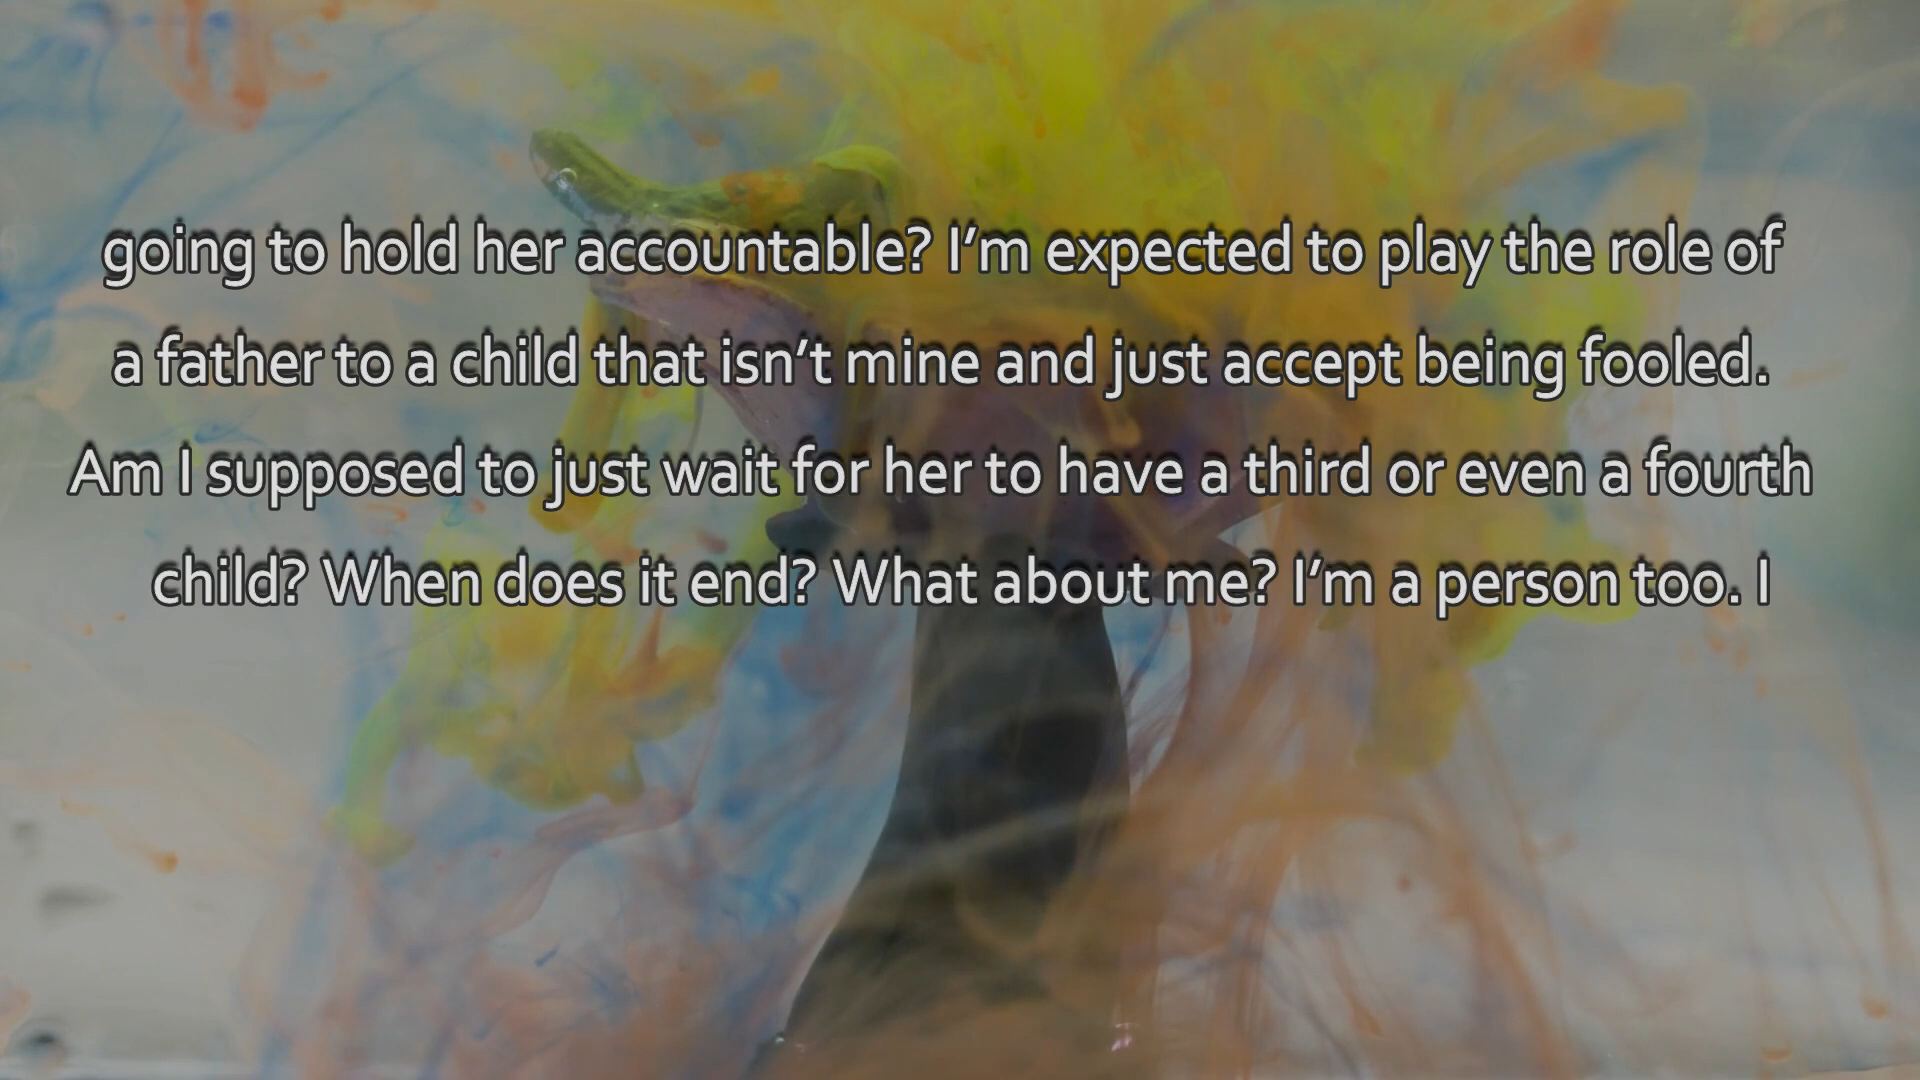 going to hold her accountable? I’m expected to play the role of
a father to a child that isn’t mine and just accept being fooled.
Am I supposed to just wait for her to have a third or even a fourth
child? When does it end? What about me? I’m a person too. I